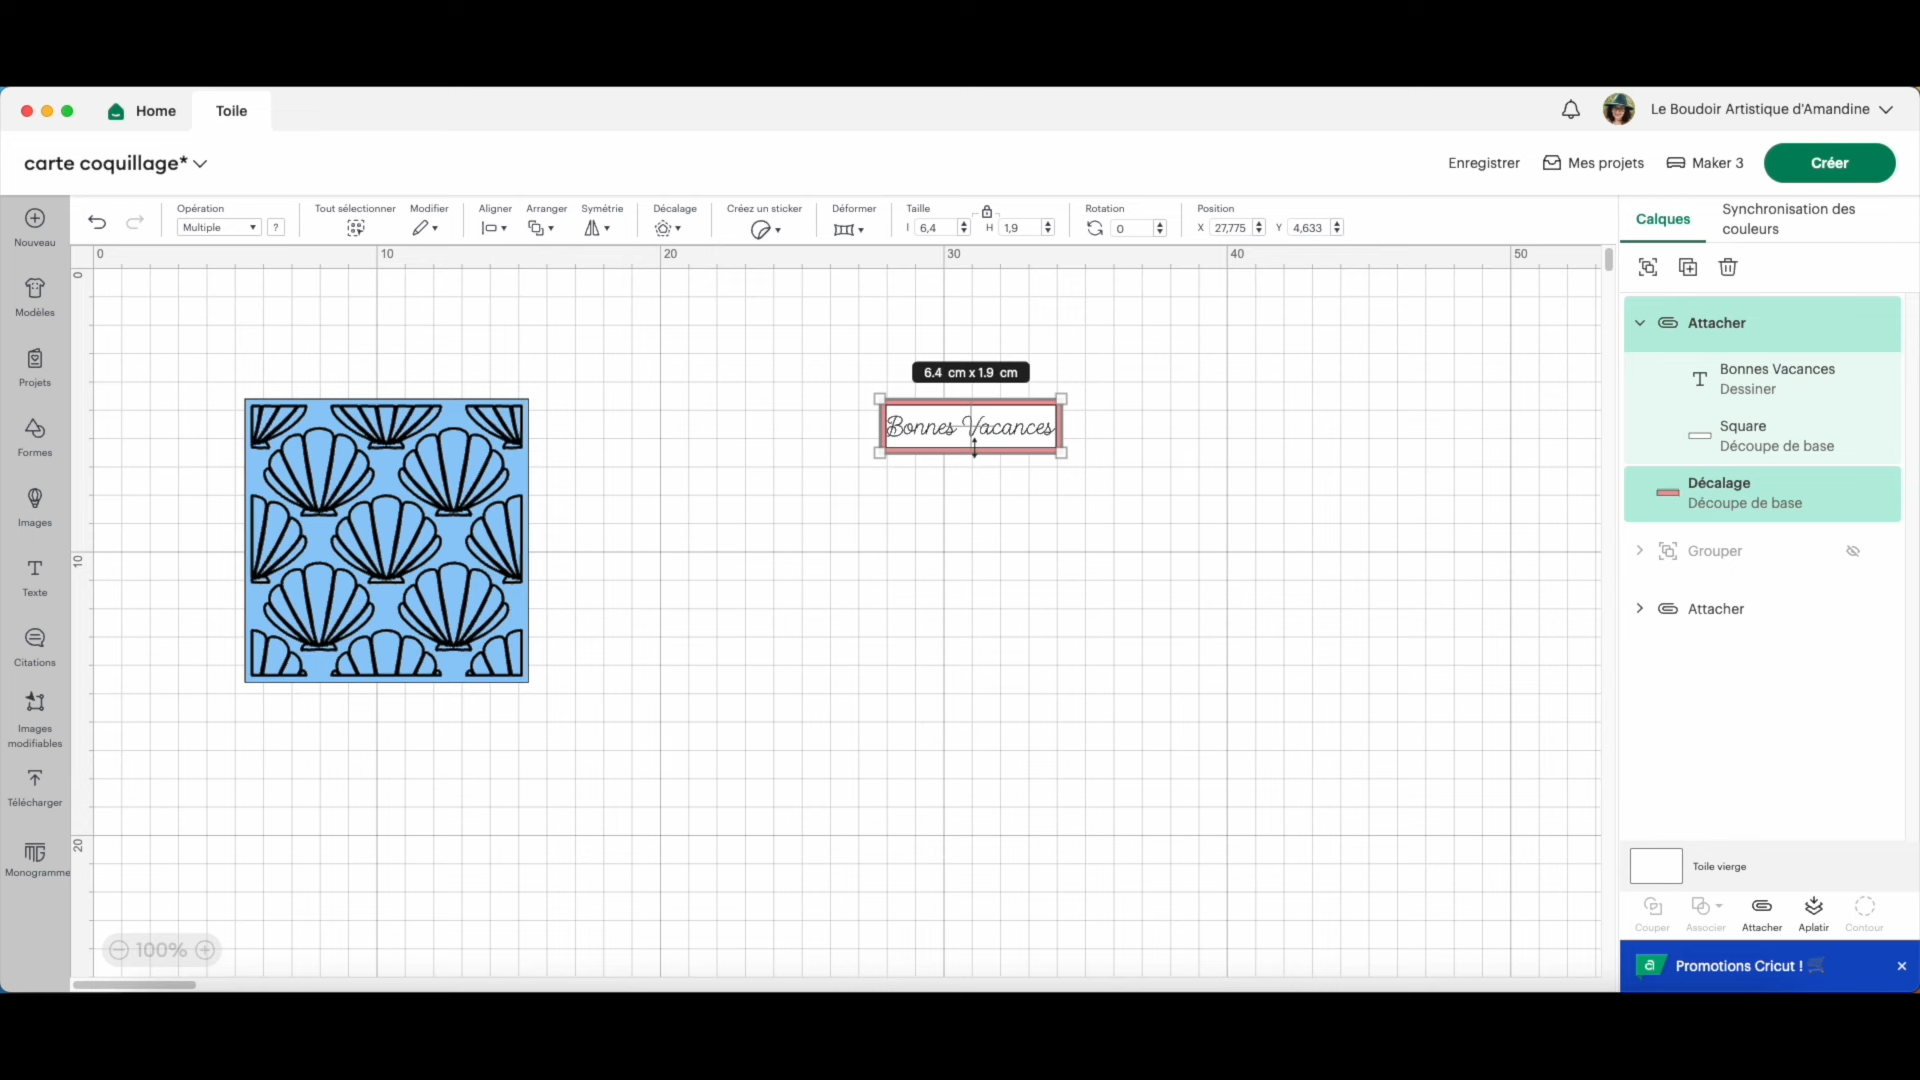 Home
Toile
Le Boudoir Artistique d'Amandine
carte coquillage*
Enregistrer
Mes projets
Maker 3
Créer
Nouveau
Modèles
Projets
Formes
Images
Texte
Citations
Images
modifiables
Télécharger
Monogramme
Opération
Multiple
?
Tout sélectionner
Modifier
Aligner
Arranger
Symétrie
Décalage
Créez un sticker
Déformer
Taille
l 6,4
H 1,9
Rotation
0
Position
X 27,775
Y 4,633
0 10 20 30 40 50
0
10
20
6.4 cm x 1.9 cm
Bonnes Vacances
100%
Calques
Synchronisation des
couleurs
Attacher
Bonnes Vacances
Dessiner
Square
Découpe de base
Décalage
Découpe de base
Grouper
Attacher
Toile vierge
Couper
Associer
Attacher
Aplatir
Contour
a
Promotions Cricut !